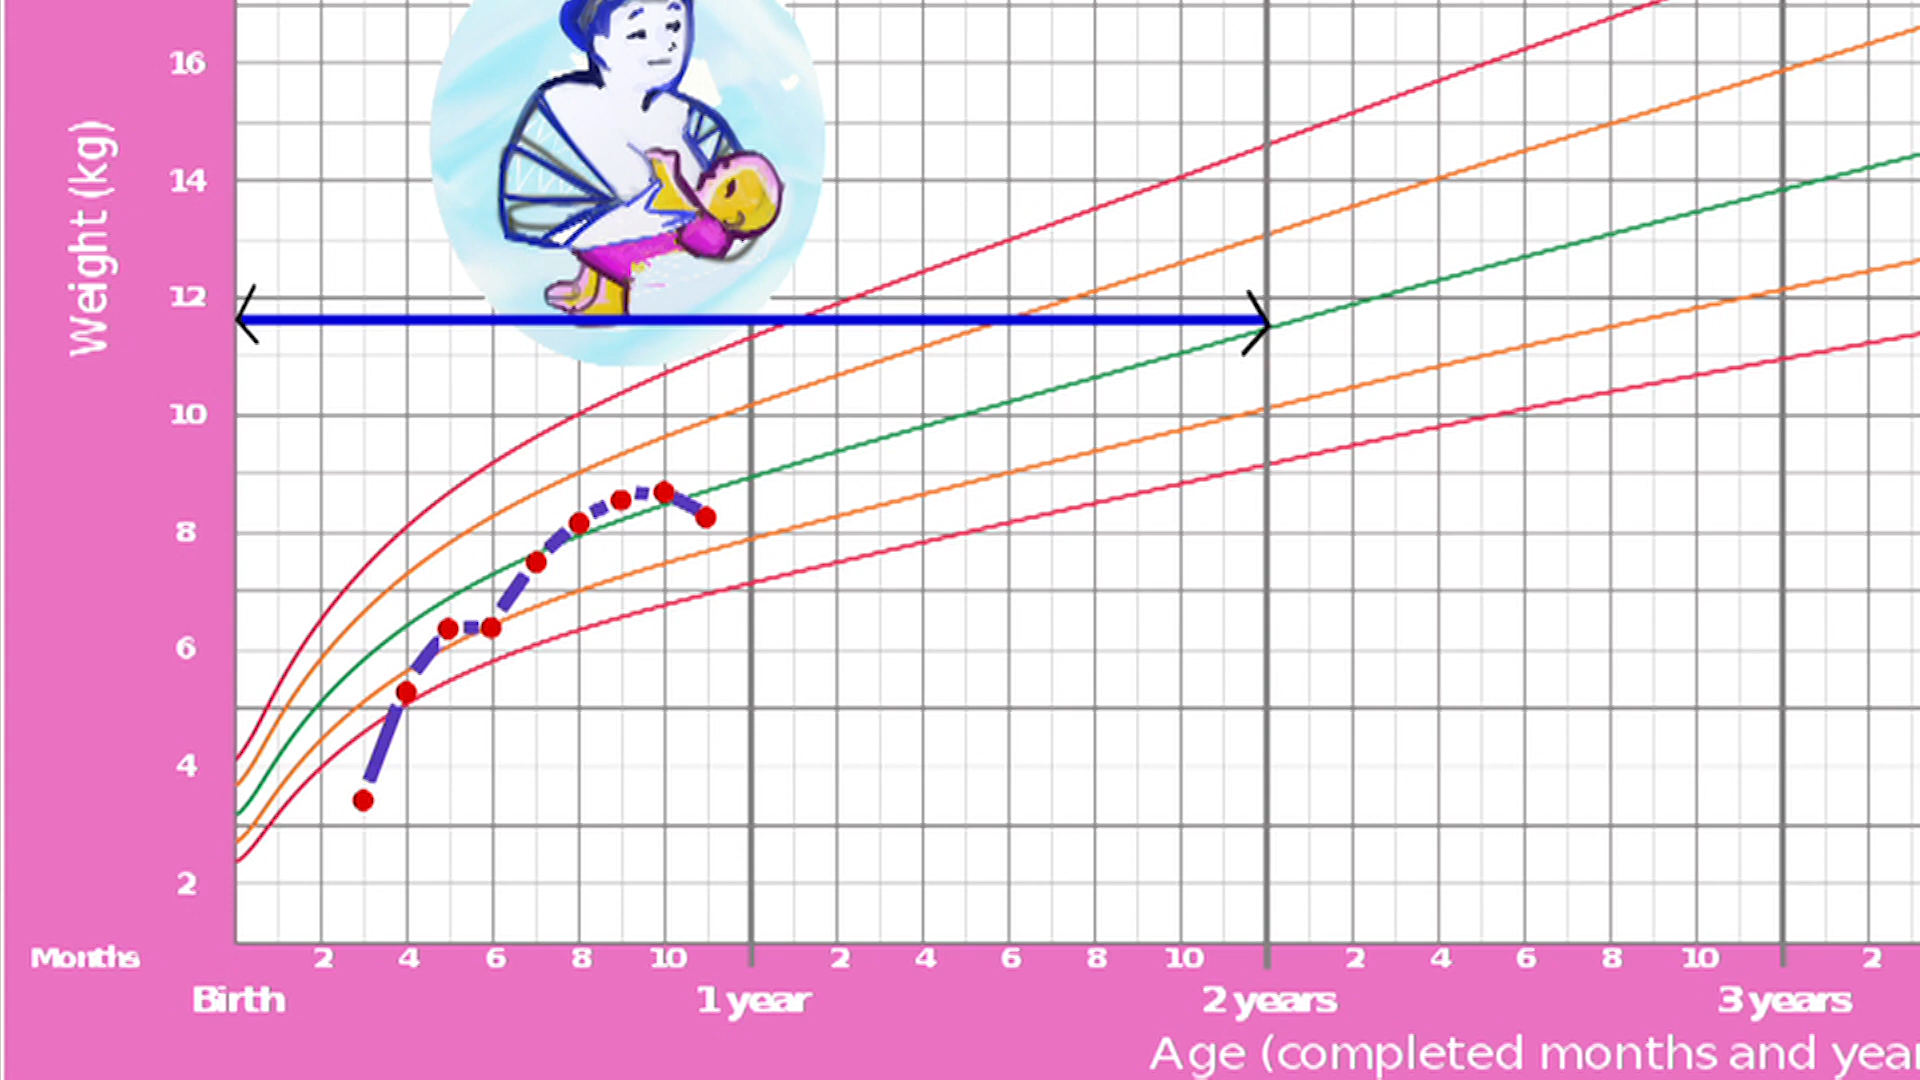 Weight (kg)
16
14
12
10
8
6
4
2
Months 2 4 6 8 10 2 4 6 8 10 2 4 6 8 10 2
Birth 1 year 2 years 3 years
Age (completed months and